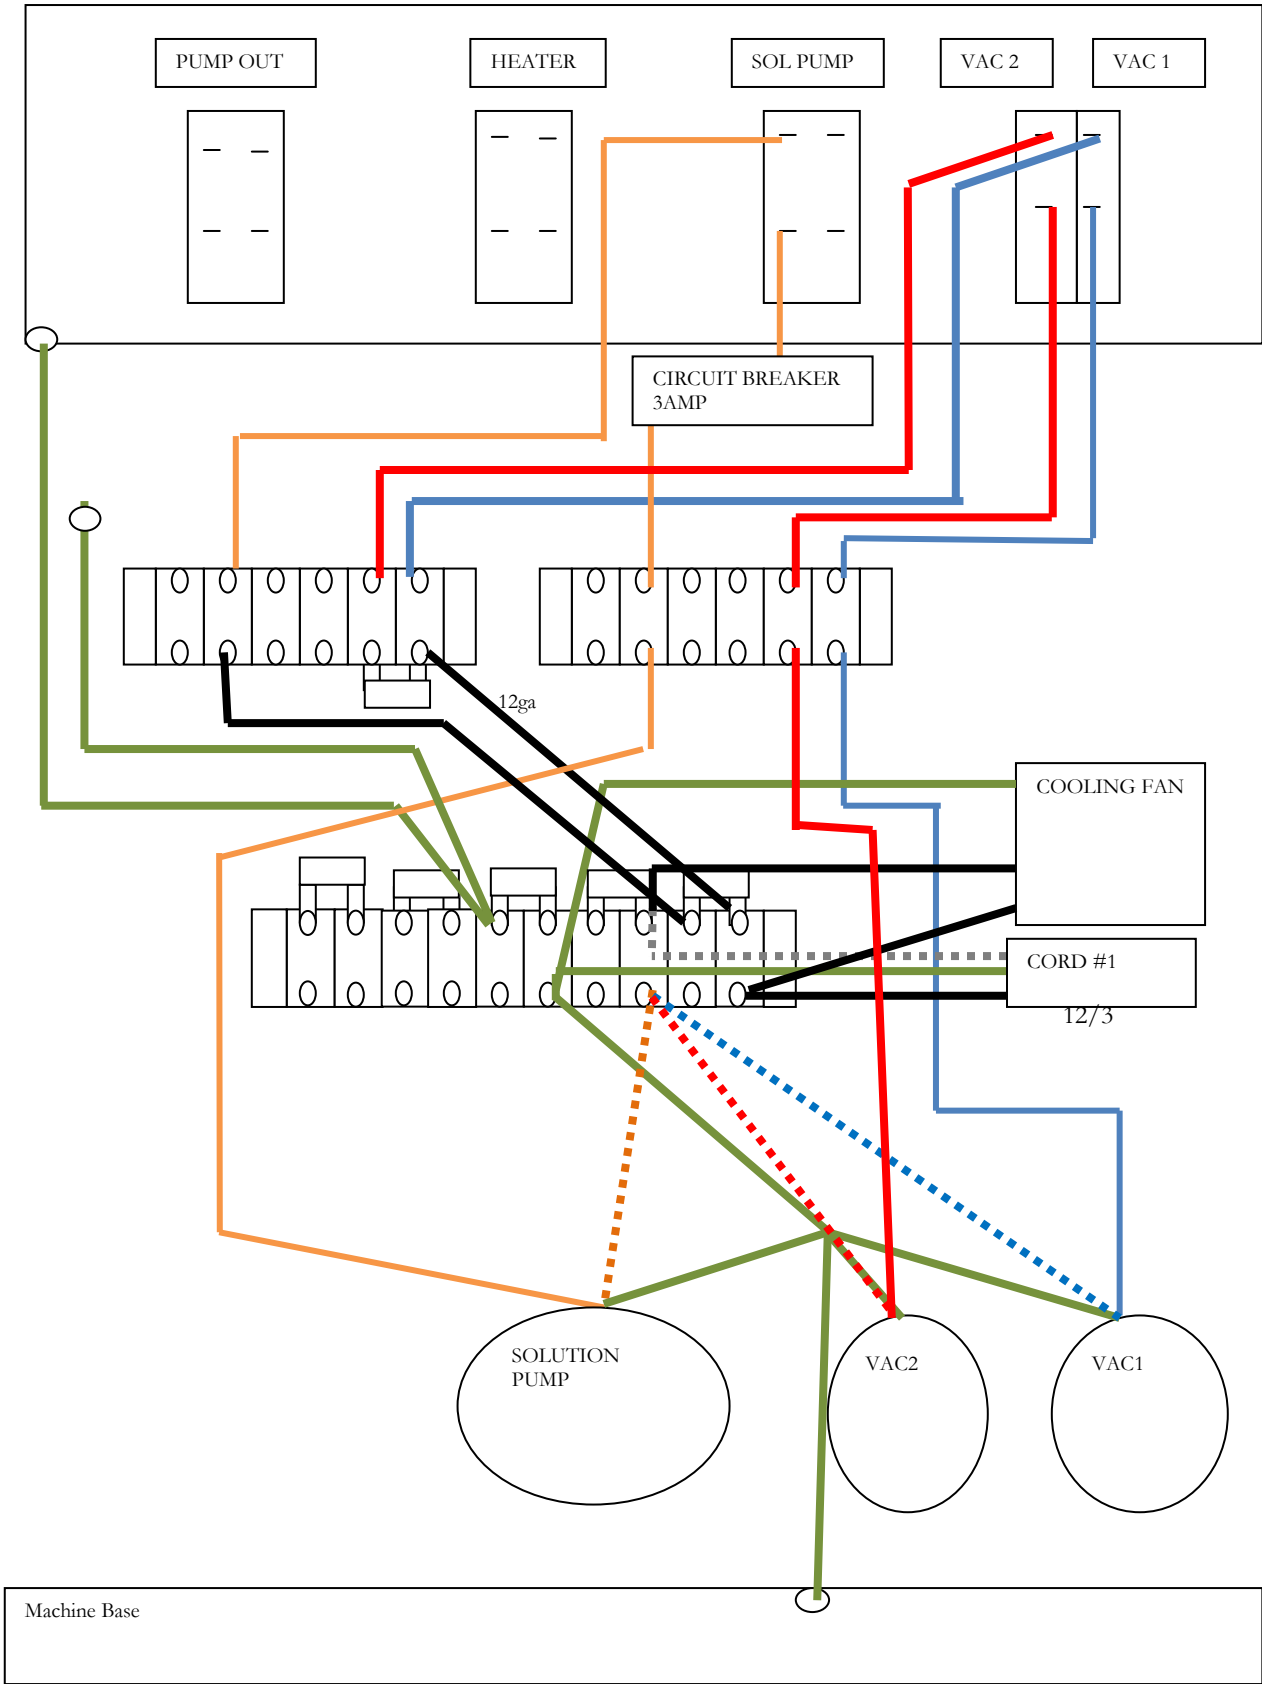 PUMP OUT
HEATER
SOL PUMP
VAC 2
VAC 1
CIRCUIT BREAKER
3AMP
12ga
COOLING FAN
CORD #1
12/3
SOLUTION
PUMP
VAC2
VAC1
Machine Base